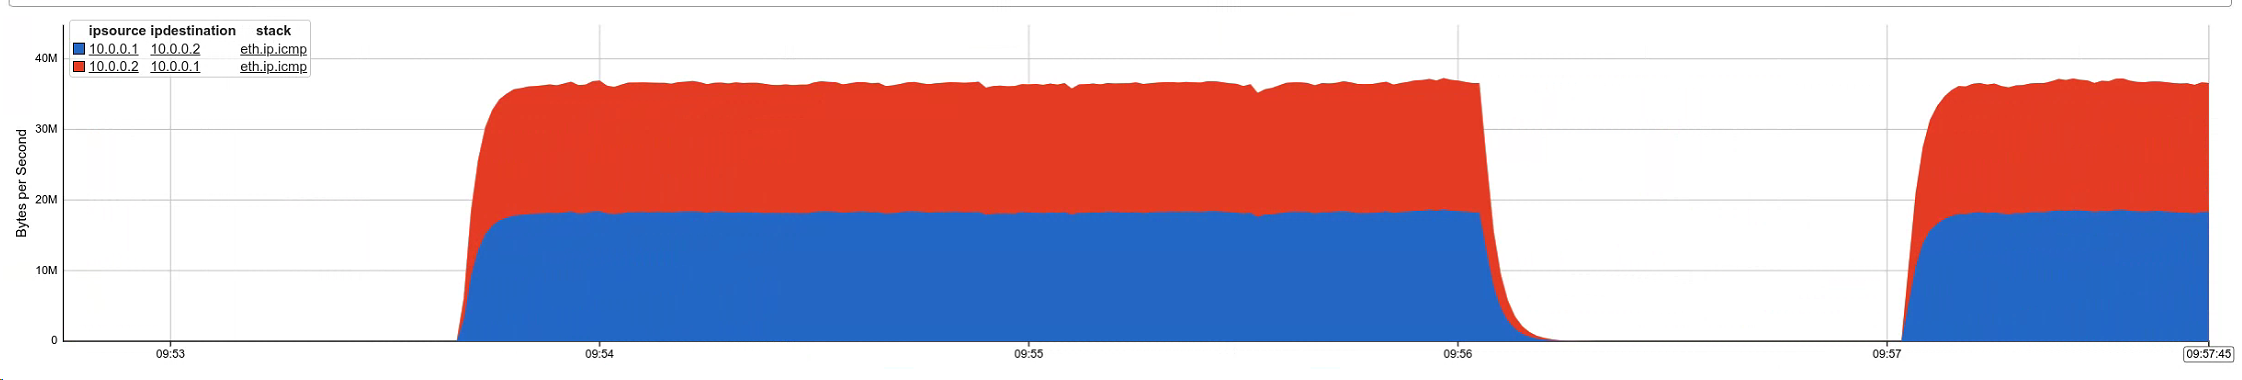 ipsource ipdestination stack
10.0.0.1 10.0.0.2 eth.ip.icmp
10.0.0.2 10.0.0.1 eth.ip.icmp
40M
30M
20M
10M
0
Bytes per Second
09:53 09:54 09:55 09:56 09:57 09:57:45